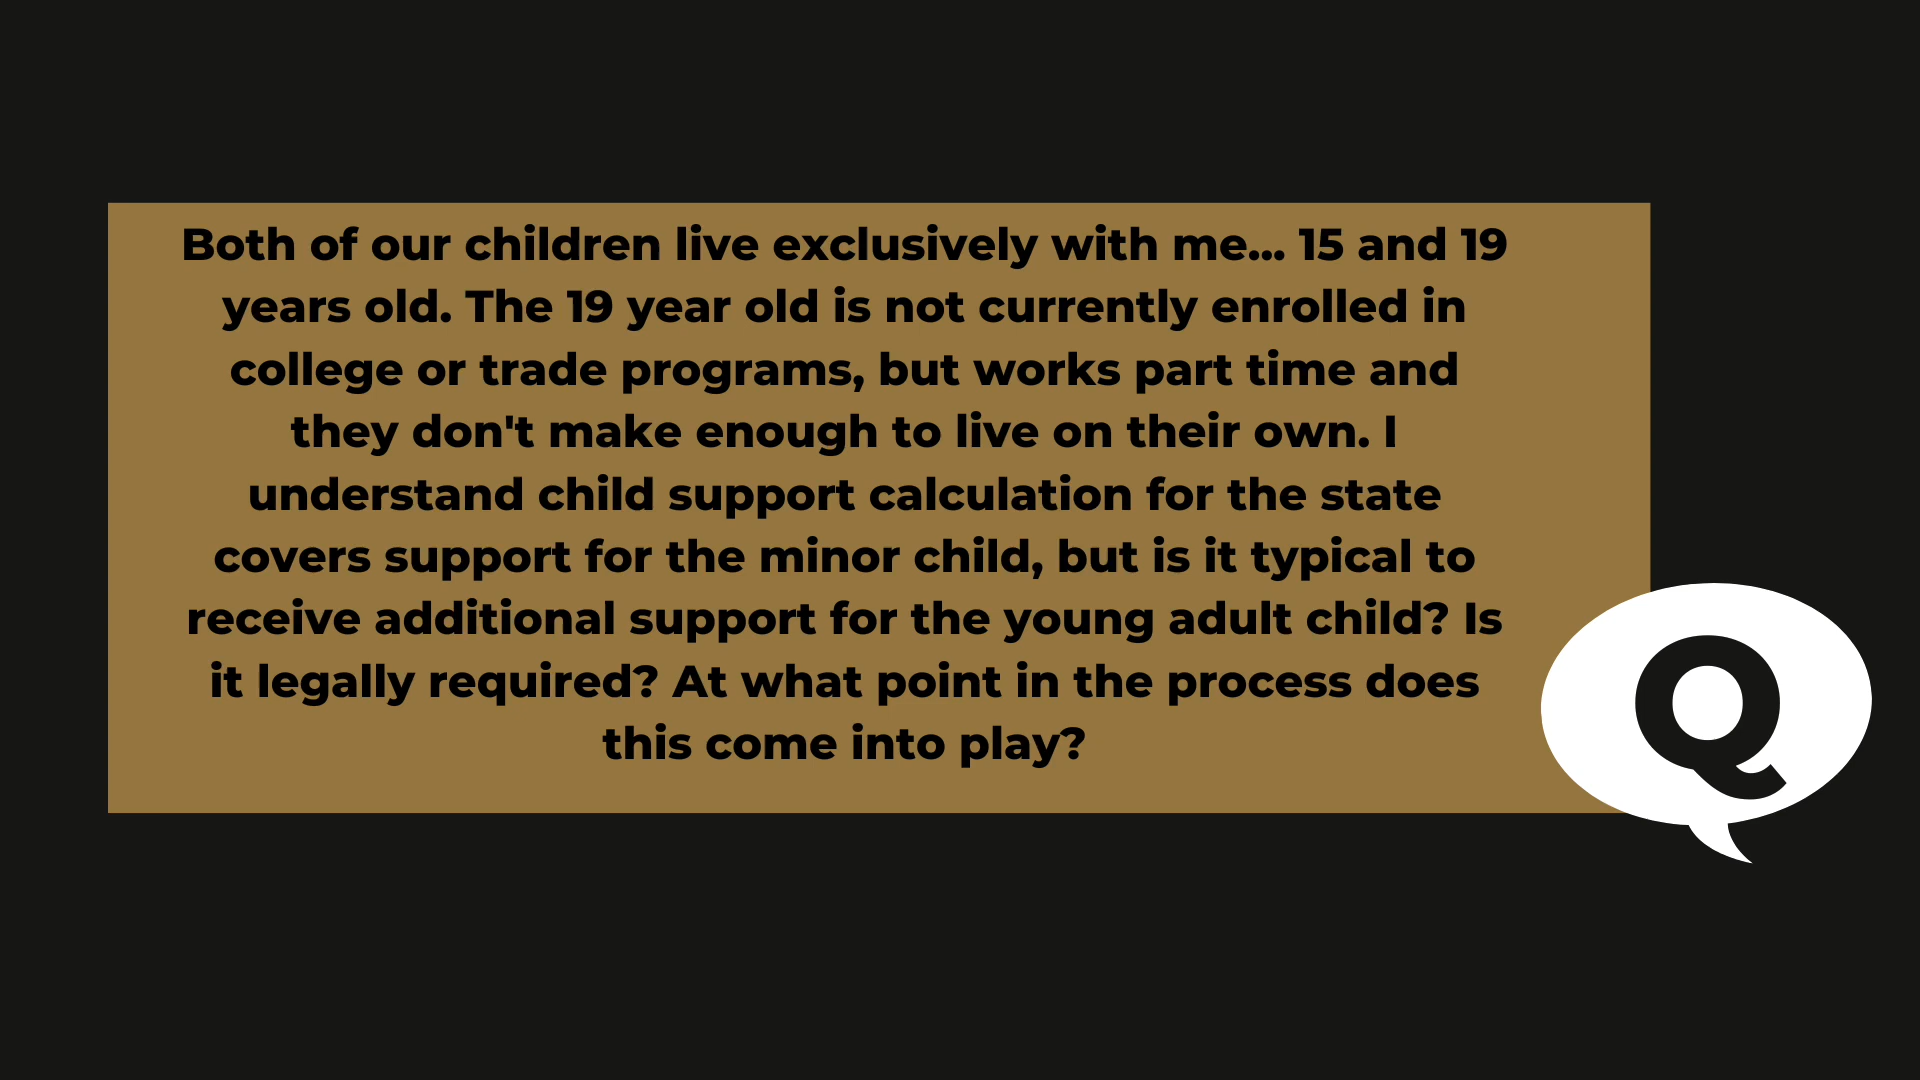 Both of our children live exclusively with me... 15 and 19
years old. The 19 year old is not currently enrolled in
college or trade programs, but works part time and
they don't make enough to live on their own. I
understand child support calculation for the state
covers support for the minor child, but is it typical to
receive additional support for the young adult child? Is
it legally required? At what point in the process does
this come into play?
Q